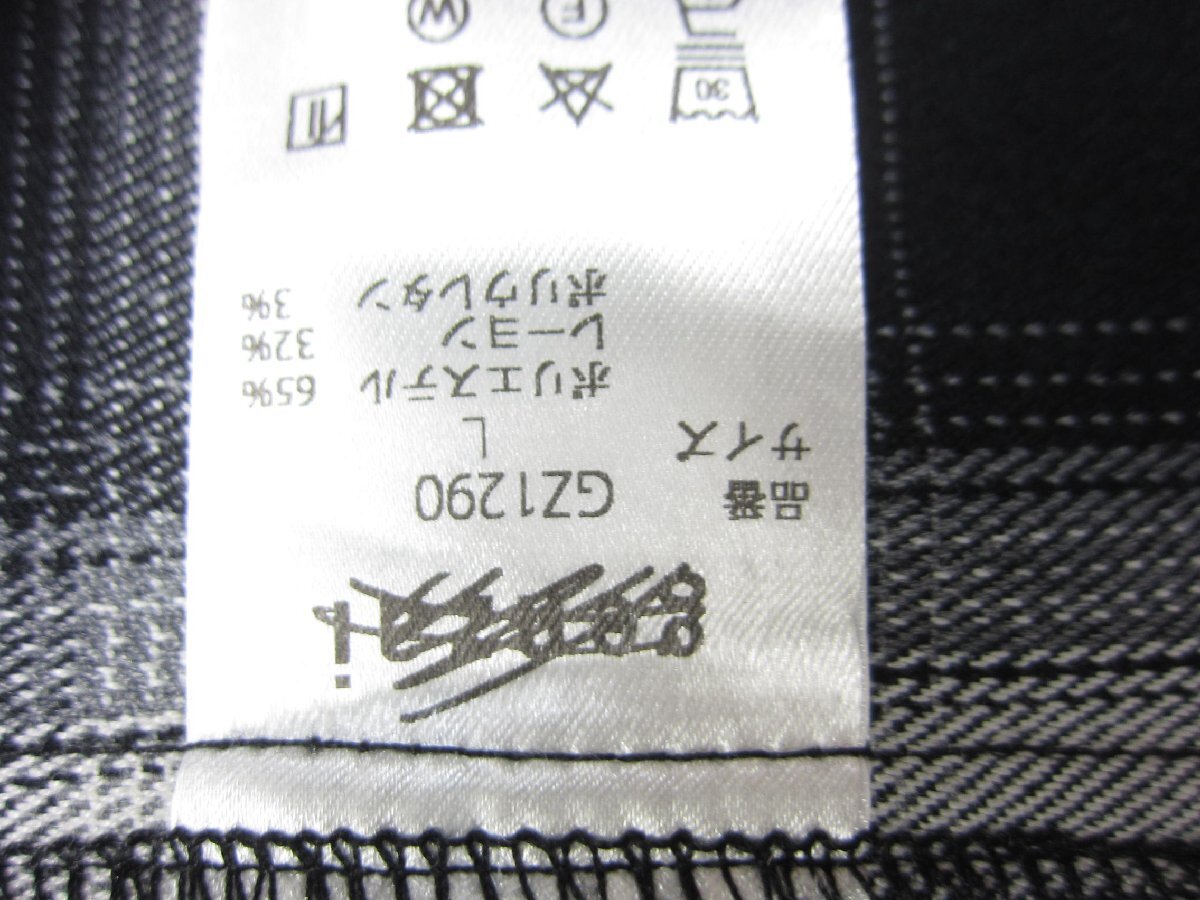 品番 GZ1290
サイズ L
ポリエステル 65%
レーヨン 32%
ポリウレタン 3%
30
F
W